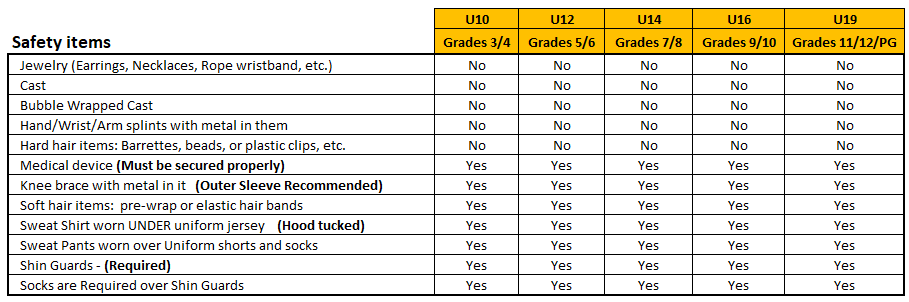 U10 U12 U14 U16 U19
Safety items Grades 3/4 Grades 5/6 Grades 7/8 Grades 9/10 Grades 11/12/PG
Jewelry (Earrings, Necklaces, Rope wristband, etc.) No No No No No
Cast No No No No No
Bubble Wrapped Cast No No No No No
Hand/Wrist/Arm splints with metal in them No No No No No
Hard hair items: Barrettes, beads, or plastic clips, etc. No No No No No
Medical device (Must be secured properly) Yes Yes Yes Yes Yes
Knee brace with metal in it (Outer Sleeve Recommended) Yes Yes Yes Yes Yes
Soft hair items: pre-wrap or elastic hair bands Yes Yes Yes Yes Yes
Sweat Shirt worn UNDER uniform jersey (Hood tucked) Yes Yes Yes Yes Yes
Sweat Pants worn over Uniform shorts and socks Yes Yes Yes Yes Yes
Shin Guards - (Required) Yes Yes Yes Yes Yes
Socks are Required over Shin Guards Yes Yes Yes Yes Yes